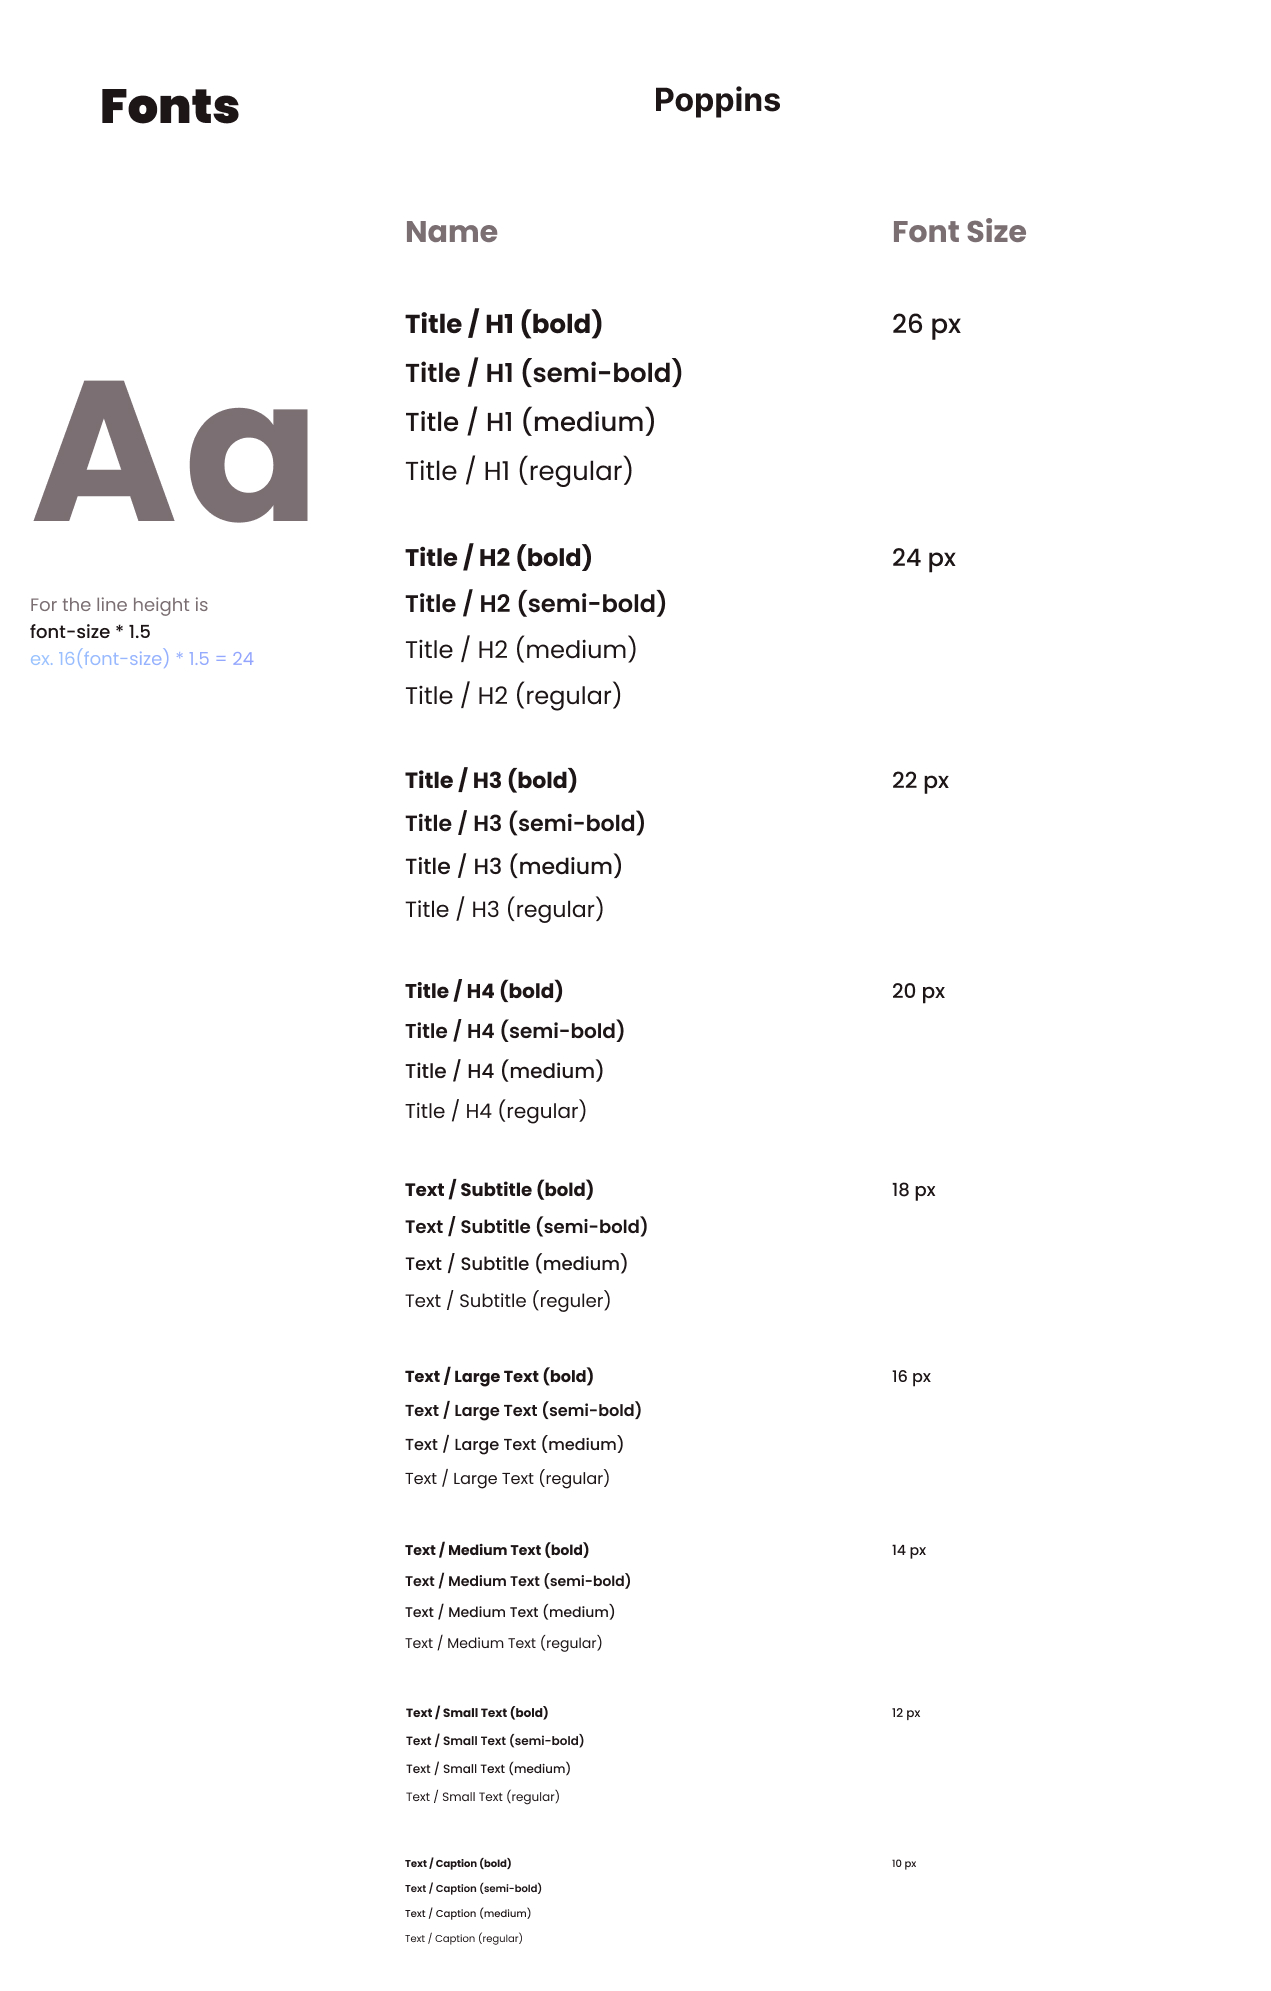 Fonts
Poppins
Name
Font Size
Aa
For the line height is
font-size * 1.5
ex. 16(font-size) * 1.5 = 24
Title / H1 (bold)
26 px
Title / H1 (semi-bold)
Title / H1 (medium)
Title / H1 (regular)
Title / H2 (bold)
24 px
Title / H2 (semi-bold)
Title / H2 (medium)
Title / H2 (regular)
Title / H3 (bold)
22 px
Title / H3 (semi-bold)
Title / H3 (medium)
Title / H3 (regular)
Title / H4 (bold)
20 px
Title / H4 (semi-bold)
Title / H4 (medium)
Title / H4 (regular)
Text / Subtitle (bold)
18 px
Text / Subtitle (semi-bold)
Text / Subtitle (medium)
Text / Subtitle (reguler)
Text / Large Text (bold)
16 px
Text / Large Text (semi-bold)
Text / Large Text (medium)
Text / Large Text (regular)
Text / Medium Text (bold)
14 px
Text / Medium Text (semi-bold)
Text / Medium Text (medium)
Text / Medium Text (regular)
Text / Small Text (bold)
12 px
Text / Small Text (semi-bold)
Text / Small Text (medium)
Text / Small Text (regular)
Text / Caption (bold)
10 px
Text / Caption (semi-bold)
Text / Caption (medium)
Text / Caption (regular)